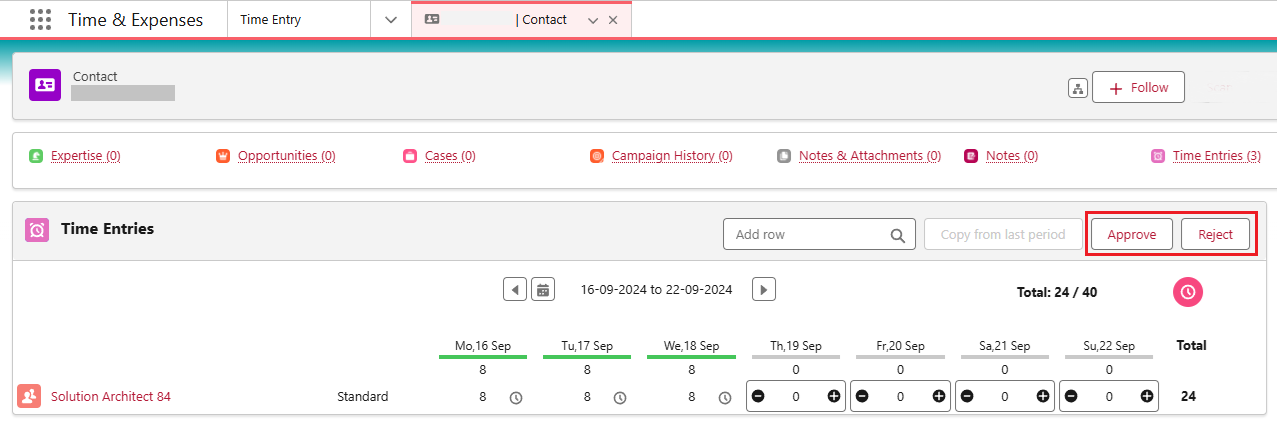 Time & Expenses Time Entry | Contact
Contact
Follow
Expertise (0) Opportunities (0) Cases (0) Campaign History (0) Notes & Attachments (0) Notes (0) Time Entries (3)
Time Entries Add row Copy from last period Approve Reject
16-09-2024 to 22-09-2024 Total: 24 / 40
Mo,16 Sep Tu,17 Sep We,18 Sep Th,19 Sep Fr,20 Sep Sa,21 Sep Su,22 Sep Total
8 8 8 0 0 0 0
Solution Architect 84 Standard 8 8 8 0 0 0 0 24